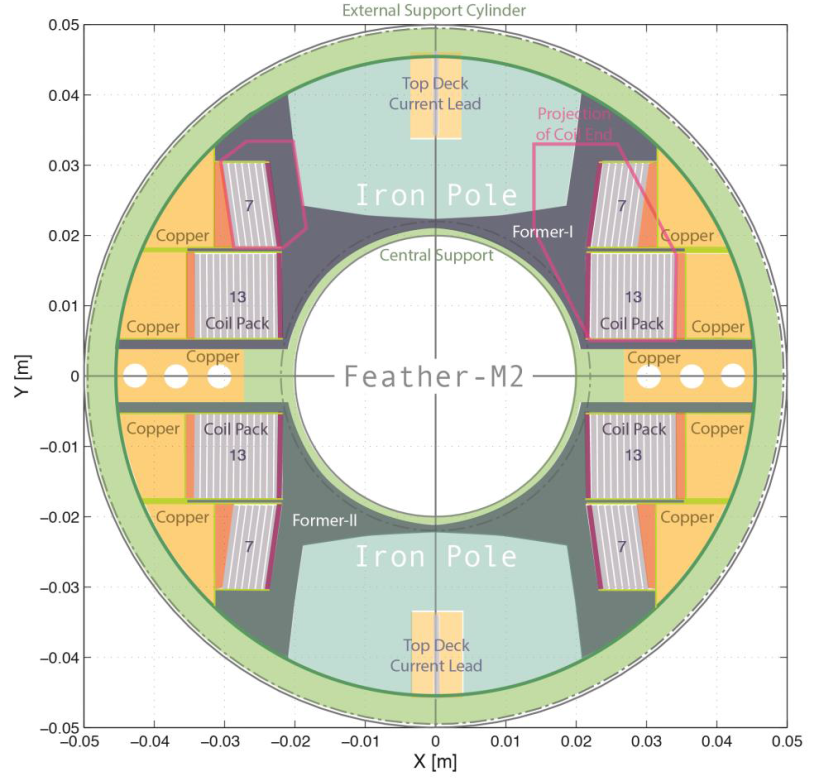 External Support Cylinder
0.05
0.04
Top Deck
Current Lead
Projection
of Coil End
0.03
Iron Pole
7
7
Copper
Former-I
Copper
0.02
Central Support
13
Coil Pack
13
Coil Pack
0.01
Copper
Copper
Copper
Copper
Y [m]
0
Feather-M2
−0.01
Copper
Coil Pack
13
Coil Pack
13
Copper
−0.02
Copper
Former-II
Copper
7
Iron Pole
7
−0.03
Top Deck
Current Lead
−0.04
−0.05
−0.05
−0.04
−0.03
−0.02
−0.01
0
0.01
0.02
0.03
0.04
0.05
X [m]